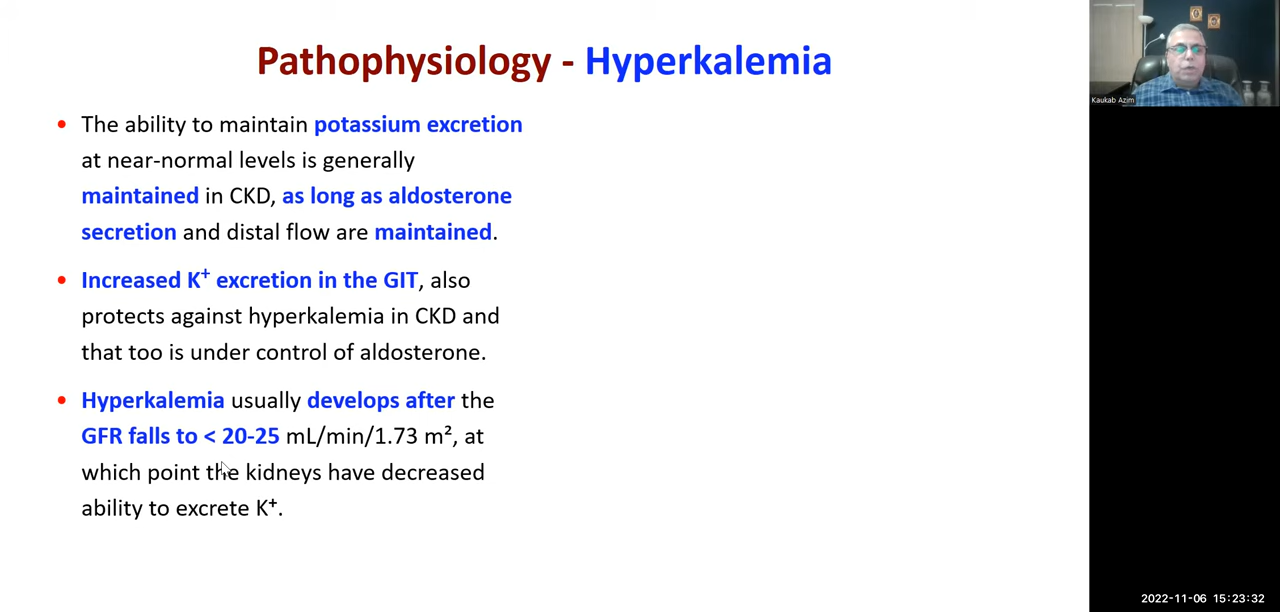 Pathophysiology - Hyperkalemia
• The ability to maintain potassium excretion
at near-normal levels is generally
maintained in CKD, as long as aldosterone
secretion and distal flow are maintained.
• Increased K⁺ excretion in the GIT, also
protects against hyperkalemia in CKD and
that too is under control of aldosterone.
• Hyperkalemia usually develops after the
GFR falls to < 20-25 mL/min/1.73 m², at
which point the kidneys have decreased
ability to excrete K⁺.
Kaukab Azim
2022-11-06 15:23:32